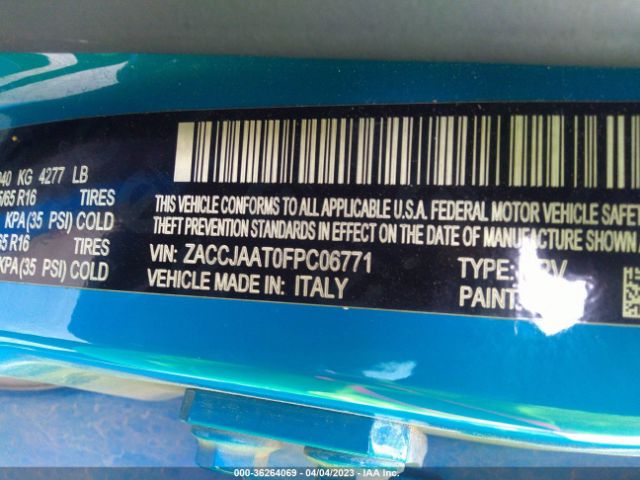 040 KG 4277 LB
/65 R16 TIRES
KPA(35 PSI) COLD
65 R16 TIRES
KPA(35 PSI) COLD
THIS VEHICLE CONFORMS TO ALL APPLICABLE U.S.A. FEDERAL MOTOR VEHICLE SAFE
THEFT PREVENTION STANDARDS IN EFFECT ON THE DATE OF MANUFACTURE SHOWN
VIN: ZACCJAAT0FPC06771 TYPE:
VEHICLE MADE IN: ITALY PAINT:
000-36264069 - 04/04/2023 - IAA Inc.